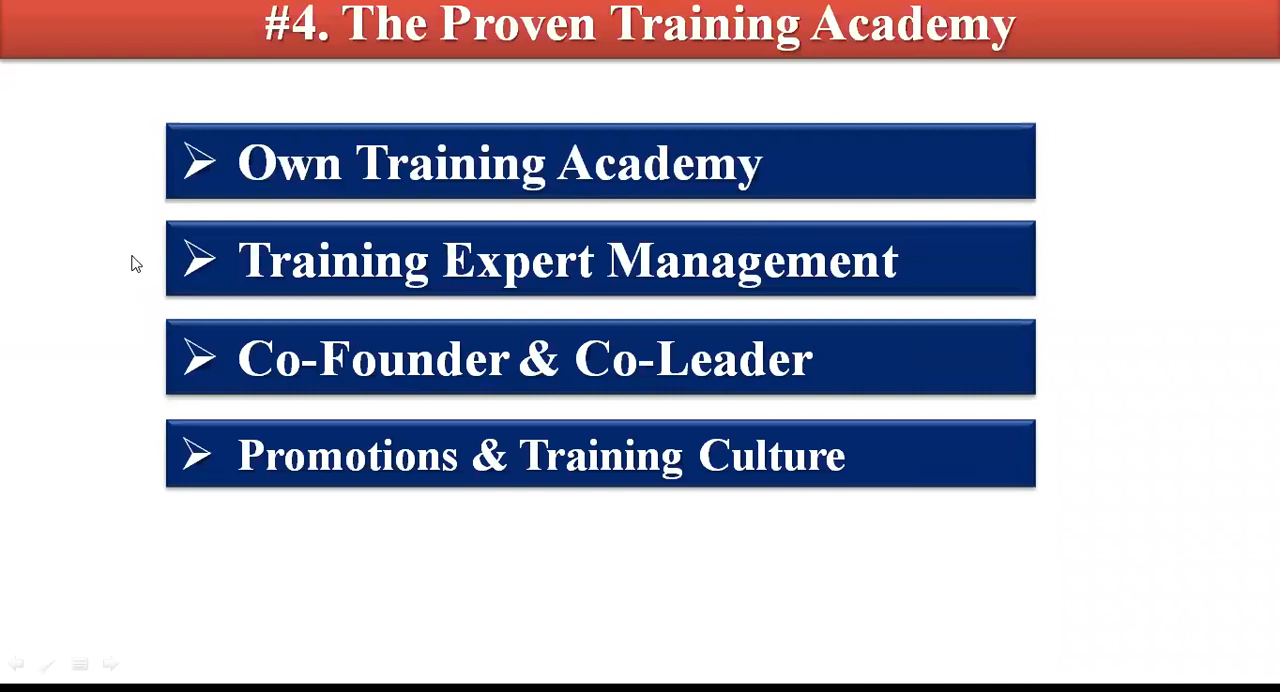 #4. The Proven Training Academy
Own Training Academy
Training Expert Management
Co-Founder & Co-Leader
Promotions & Training Culture